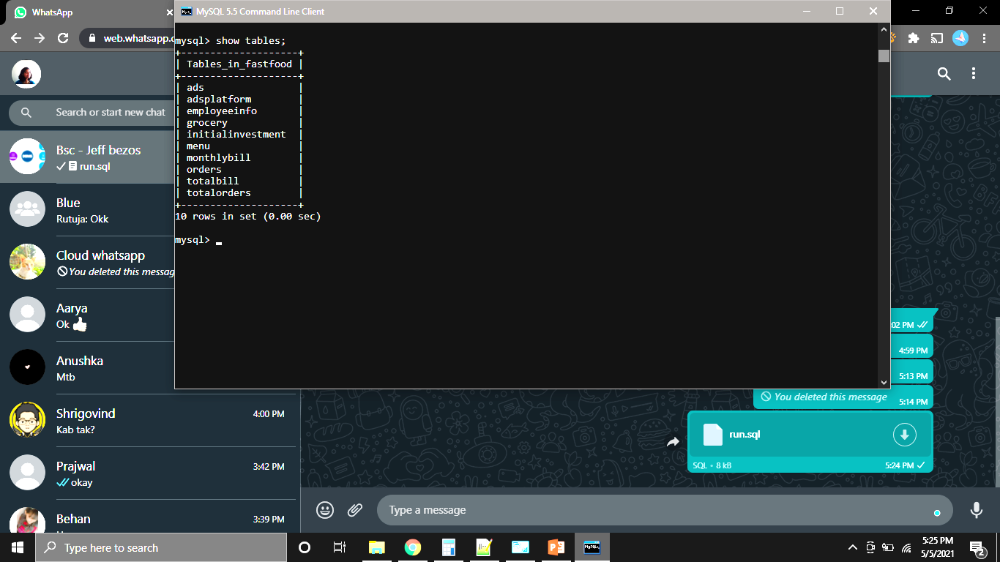 WhatsApp
web.whatsapp.c
MySQL 5.5 Command Line Client
mysql> show tables;
+--------------------+
| Tables_in_fastfood |
+--------------------+
| ads |
| adsplatform |
| employeeinfo |
| grocery |
| initialinvestment |
| menu |
| monthlybill |
| orders |
| totalbill |
| totalorders |
+--------------------+
10 rows in set (0.00 sec)
mysql>
Search or start new chat
Bsc - Jeff bezos
run.sql
Blue
Rutuja: Okk
Cloud whatsapp
You deleted this messag
Aarya
Ok 👍
Anushka
Mtb
Shrigovind 4:00 PM
Kab tak?
Prajwal 3:42 PM
okay
Behan 3:39 PM
:02 PM
4:59 PM
5:13 PM
You deleted this message 5:14 PM
run.sql
SQL • 8 kB 5:24 PM
Type a message
Type here to search
5:25 PM
5/5/2021
2